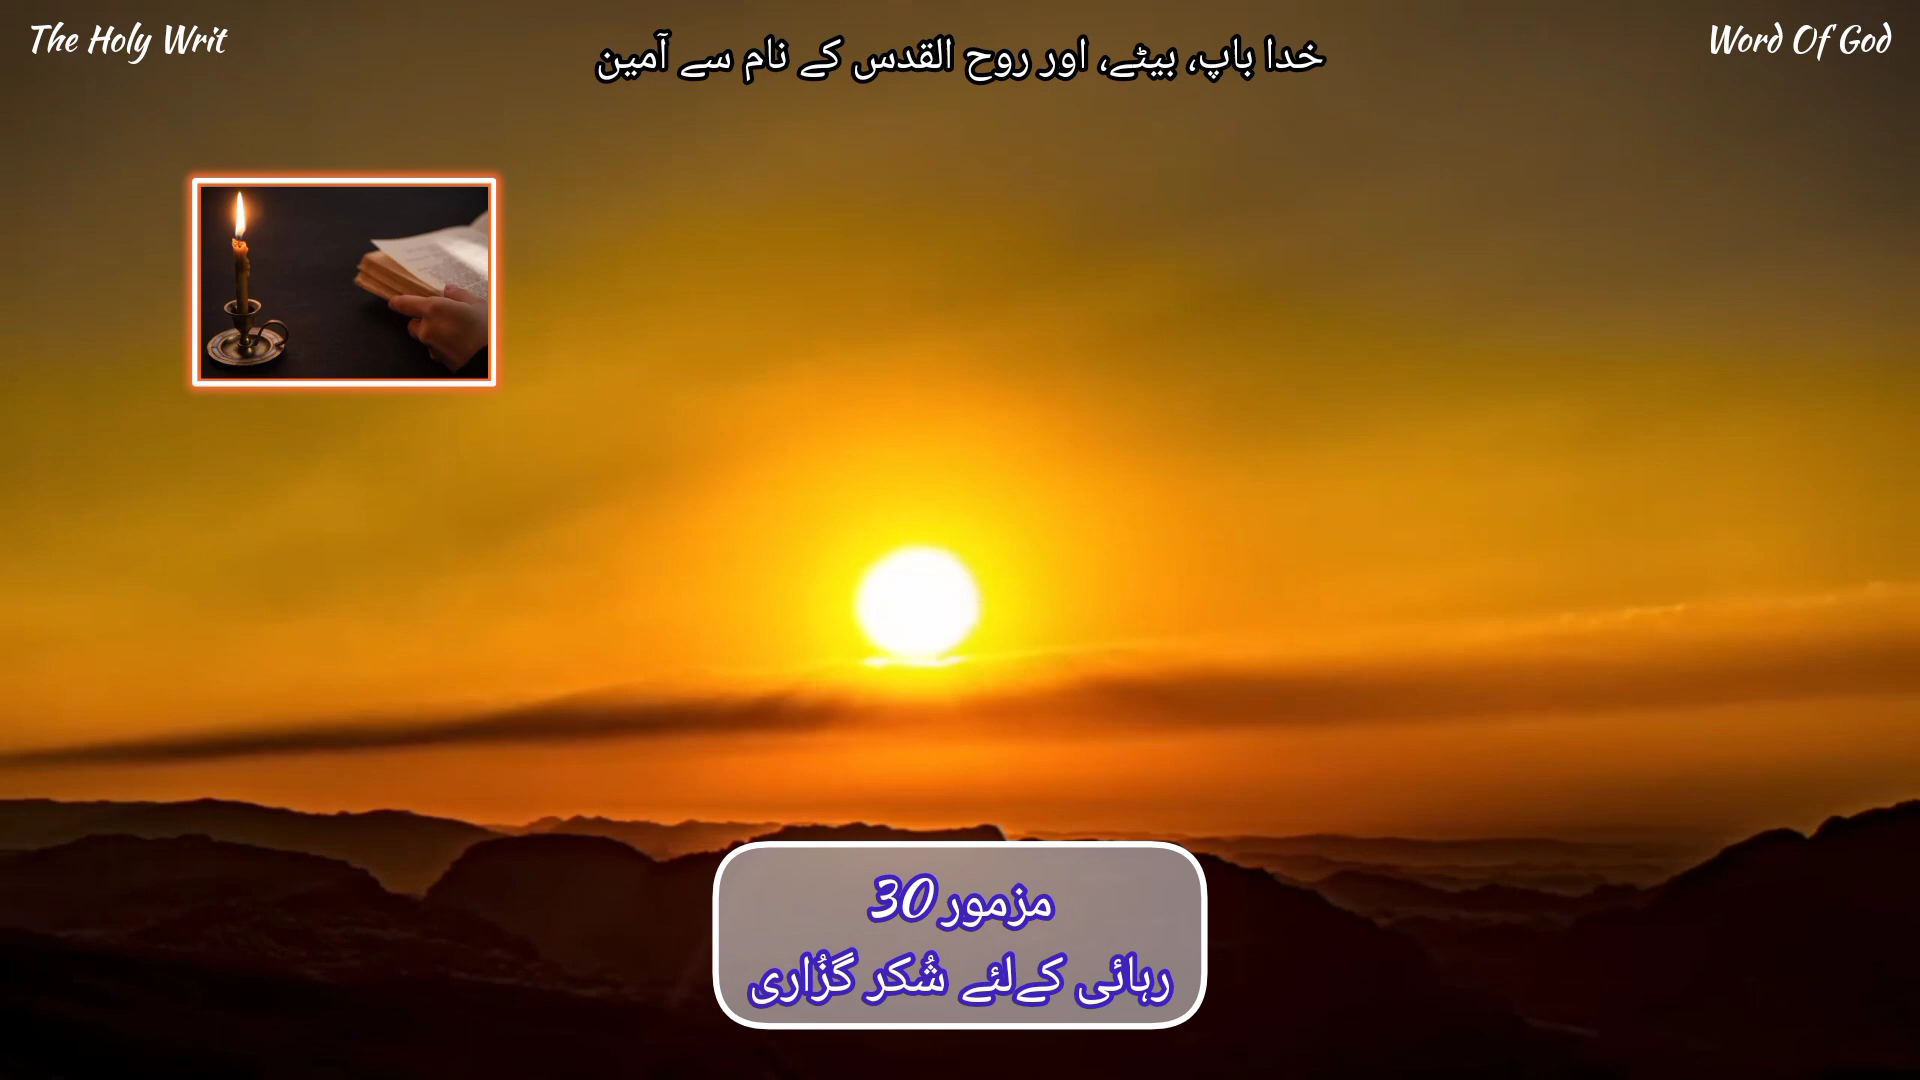 The Holy Writ
خدا باپ، بیٹے، اور روح القدس کے نام سے آمین
Word Of God
مزمور 30
رہائی کےلئے شُکر گزُاری